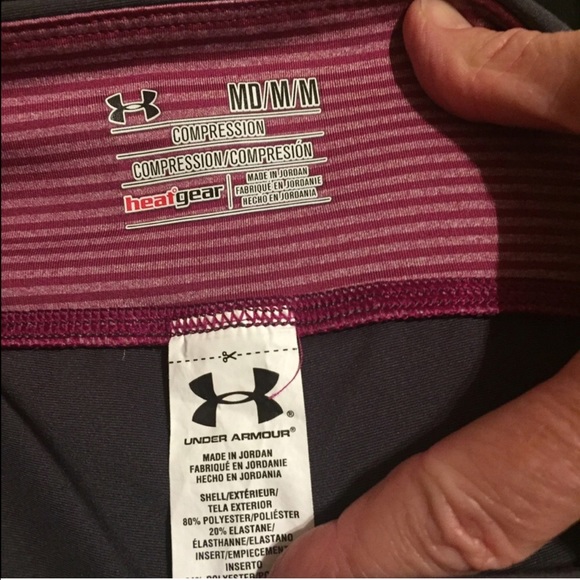 MD/M/M
COMPRESSION
COMPRESSION/COMPRESIÓN
heatgear
MADE IN JORDAN
FABRIQUÉ EN JORDANIE
HECHO EN JORDANIA
UNDER ARMOUR®
MADE IN JORDAN
FABRIQUÉ EN JORDANIE
HECHO EN JORDANIA
SHELL/EXTÉRIEUR/
TELA EXTERIOR
80% POLYESTER/POLIÉSTER
20% ELASTANE/
ÉLASTHANNE/ELASTANO
INSERT/EMPIECEMENT
INSERTO